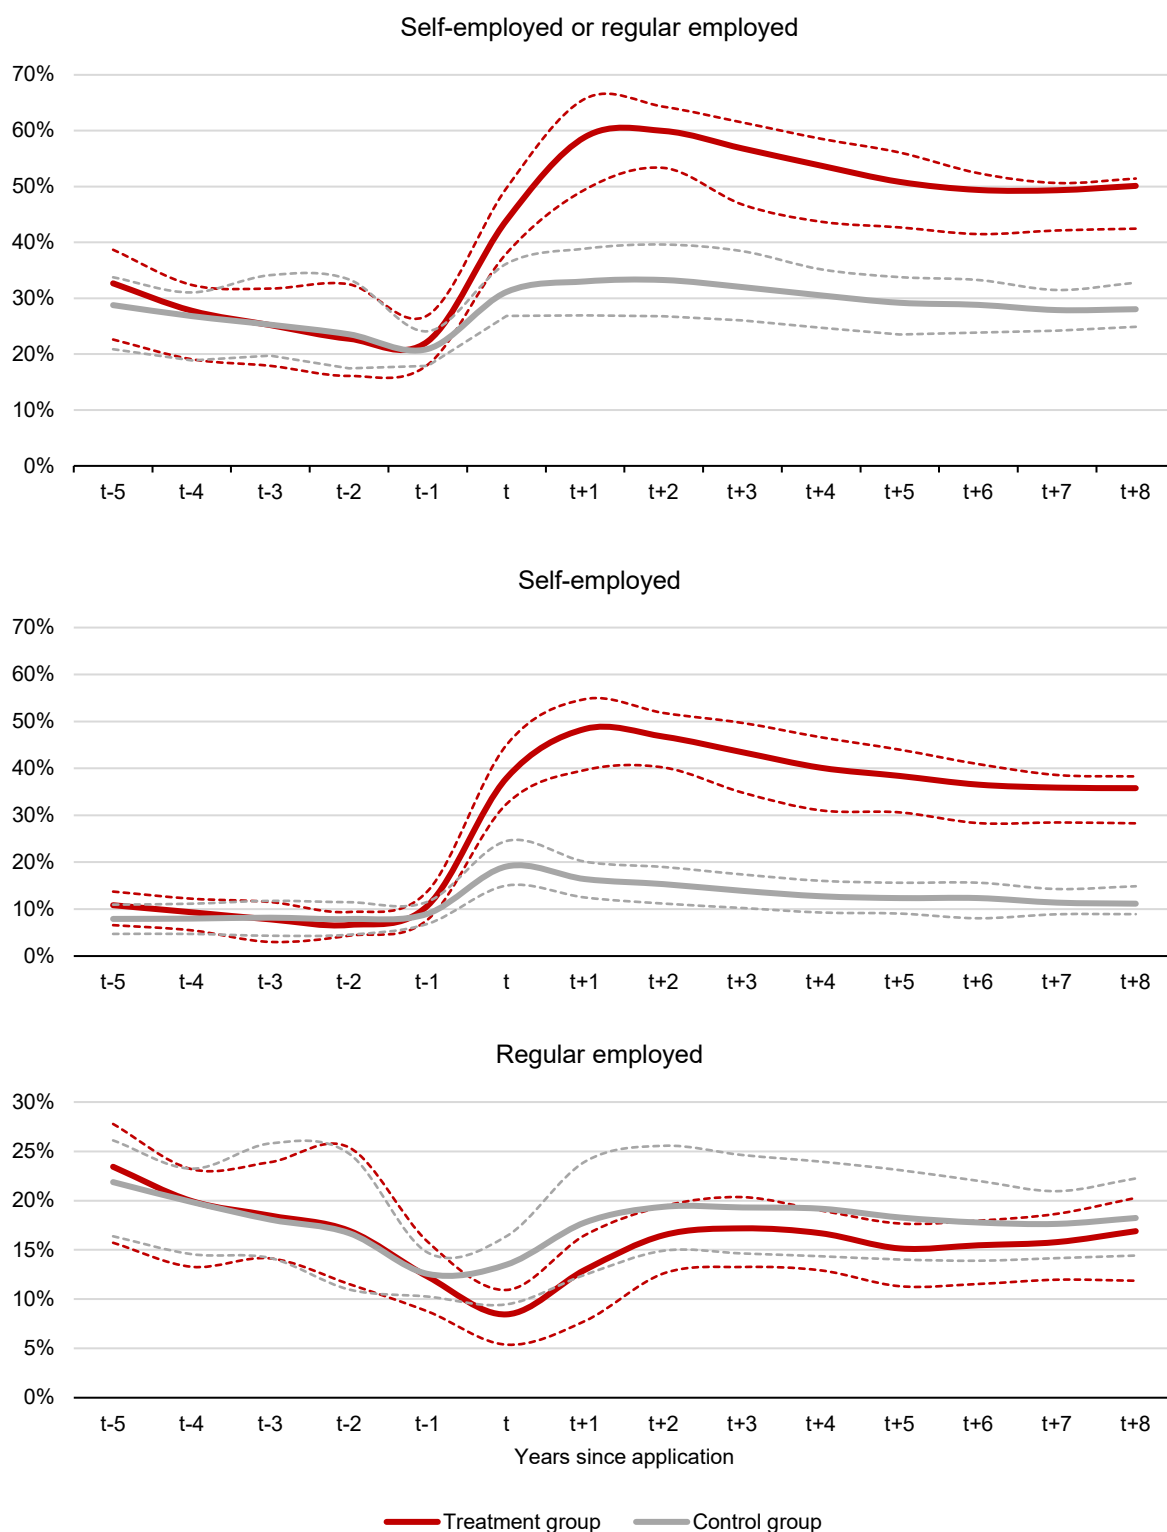 Self-employed or regular employed
70%
60%
50%
40%
30%
20%
10%
0%
t-5 t-4 t-3 t-2 t-1 t t+1 t+2 t+3 t+4 t+5 t+6 t+7 t+8
Self-employed
70%
60%
50%
40%
30%
20%
10%
0%
t-5 t-4 t-3 t-2 t-1 t t+1 t+2 t+3 t+4 t+5 t+6 t+7 t+8
Regular employed
30%
25%
20%
15%
10%
5%
0%
t-5 t-4 t-3 t-2 t-1 t t+1 t+2 t+3 t+4 t+5 t+6 t+7 t+8
Years since application
Treatment group Control group